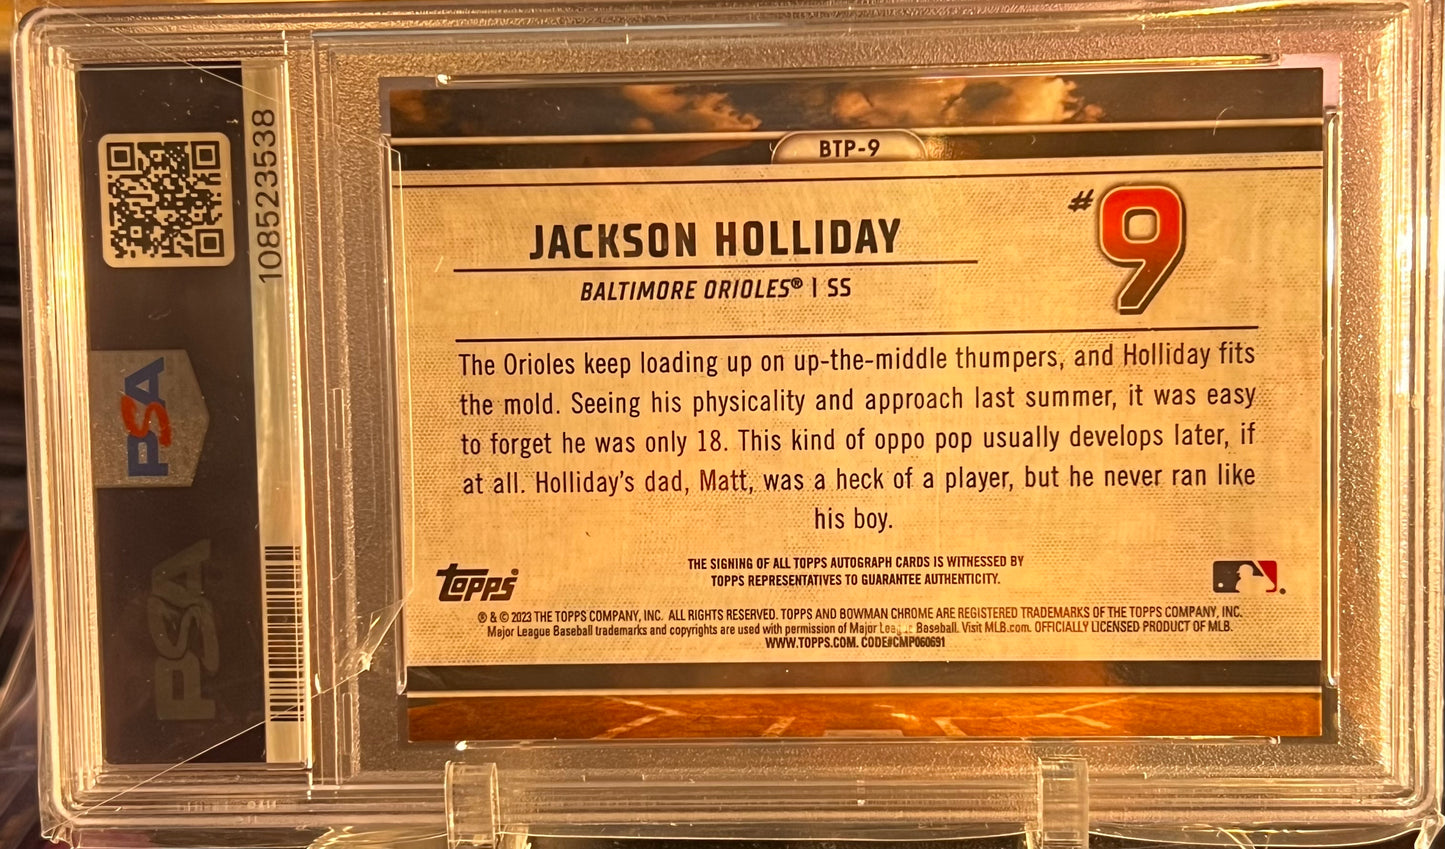 108523538
PSA
PSA
BTP-9
#9
JACKSON HOLLIDAY
BALTIMORE ORIOLES® | SS
The Orioles keep loading up on up-the-middle thumpers, and Holliday fits
the mold. Seeing his physicality and approach last summer, it was easy
to forget he was only 18. This kind of oppo pop usually develops later, if
at all. Holliday's dad, Matt, was a heck of a player, but he never ran like
his boy.
THE SIGNING OF ALL TOPPS AUTOGRAPH CARDS IS WITNESSED BY
TOPPS REPRESENTATIVES TO GUARANTEE AUTHENTICITY.
Topps®
® & © 2023 THE TOPPS COMPANY, INC. ALL RIGHTS RESERVED. TOPPS AND BOWMAN CHROME ARE REGISTERED TRADEMARKS OF THE TOPPS COMPANY, INC.
Major League Baseball trademarks and copyrights are used with permission of Major League Baseball. Visit MLB.com. OFFICIALLY LICENSED PRODUCT OF MLB.
WWW.TOPPS.COM. CODE#CMP060691